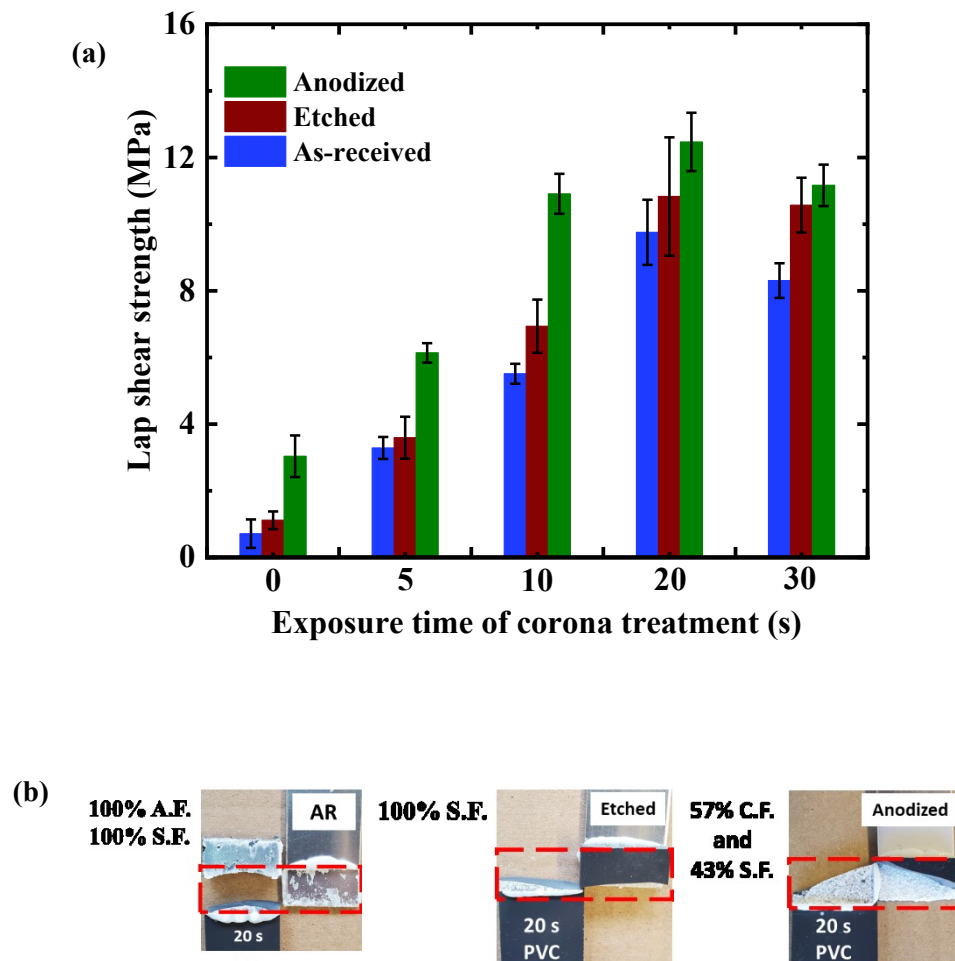 (a)
16
12
8
4
0
Lap shear strength (MPa)
Anodized
Etched
As-received
0 5 10 20 30
Exposure time of corona treatment (s)
(b)
100% A.F.
100% S.F.
AR
20 s
100% S.F.
Etched
20 s
PVC
57% C.F.
and
43% S.F.
Anodized
20 s
PVC